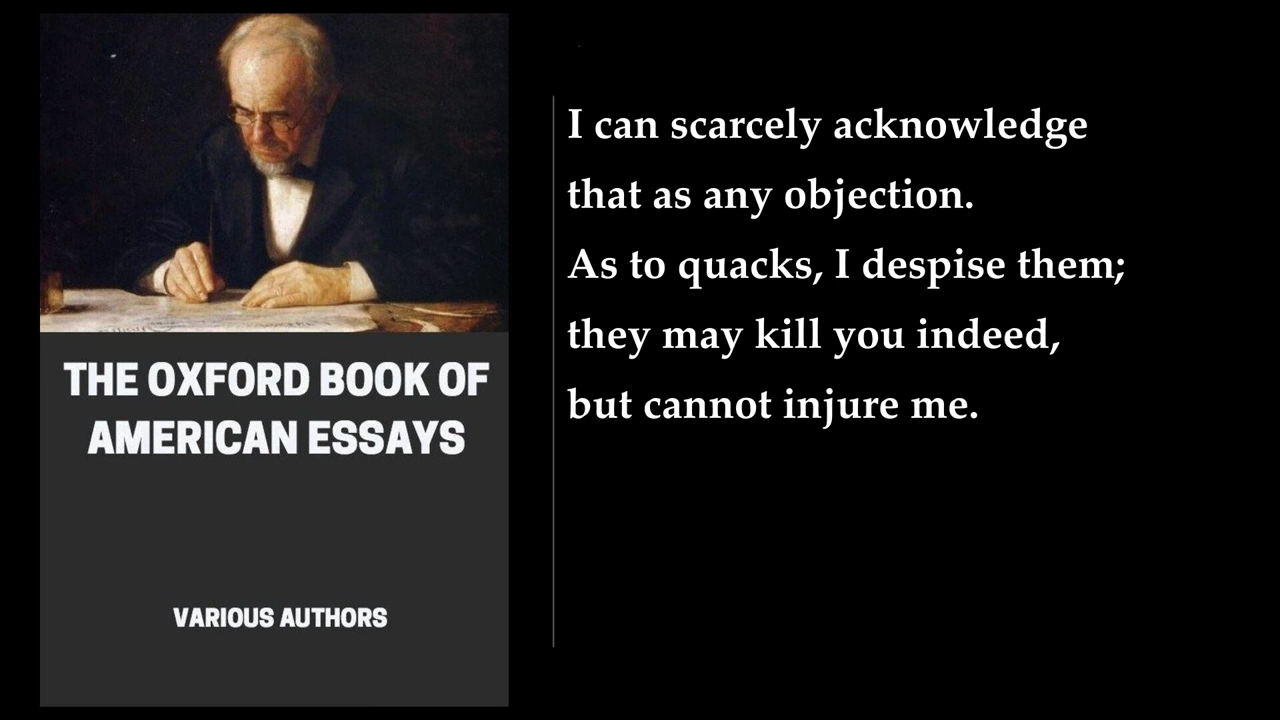 THE OXFORD BOOK OF
AMERICAN ESSAYS
VARIOUS AUTHORS
I can scarcely acknowledge
that as any objection.
As to quacks, I despise them;
they may kill you indeed,
but cannot injure me.